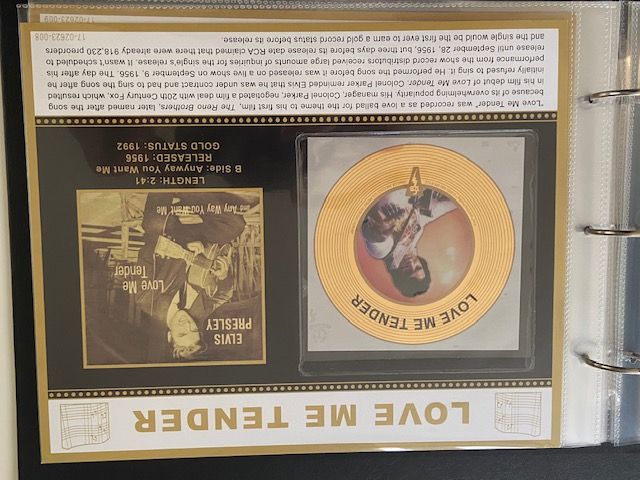 LOVE ME TENDER
LOVE ME TENDER
ELVIS
PRESLEY
Love Me
Tender
and Any Way You Want Me
LENGTH: 2:41
B Side: Anyway You Want Me
RELEASED: 1956
GOLD STATUS: 1992
"Love Me Tender" was recorded as a love ballad for the theme to his first film, The Reno Brothers, later named after the song
because of its overwhelming popularity. His manager, Colonel Parker, negotiated a film deal with 20th Century Fox, which resulted
in his film debut of Love Me Tender. Colonel Parker reminded Elvis that he was under contract and had to sing the song after he
initially refused to sing it. He performed the song before it was released on a live show on September 9, 1956. The day after his
performance from the show record distributors received large amounts of inquiries for the single's release. It wasn't scheduled to
release until September 28, 1956, but three days before its release date RCA claimed that there were already 918,230 preorders
and the single would be the first ever to earn a gold record status before its release.
17-02623-008
17-02623-009